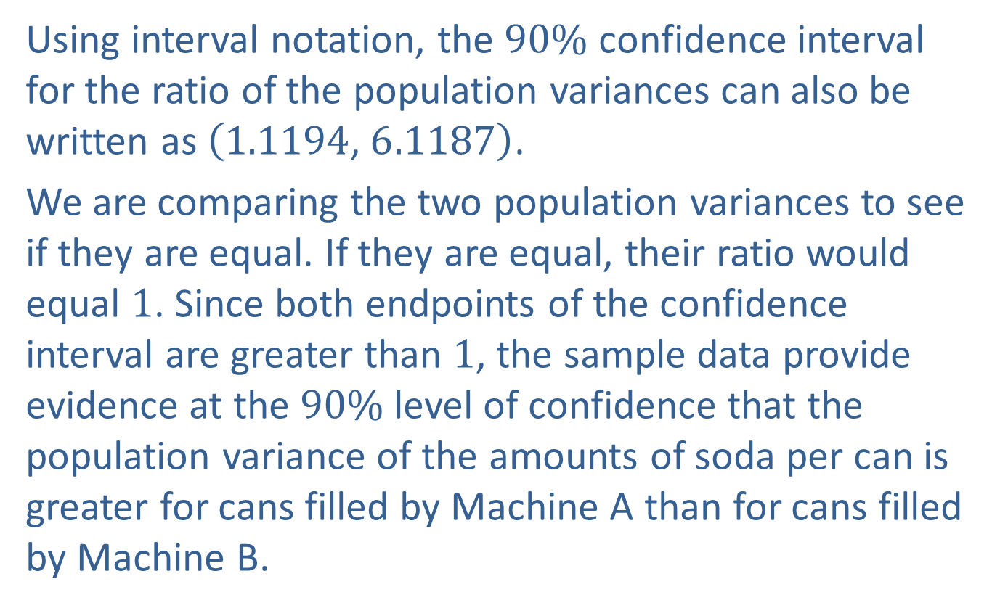 Using interval notation, the 90% confidence interval
for the ratio of the population variances can also be
written as (1.1194, 6.1187).
We are comparing the two population variances to see
if they are equal. If they are equal, their ratio would
equal 1. Since both endpoints of the confidence
interval are greater than 1, the sample data provide
evidence at the 90% level of confidence that the
population variance of the amounts of soda per can is
greater for cans filled by Machine A than for cans filled
by Machine B.